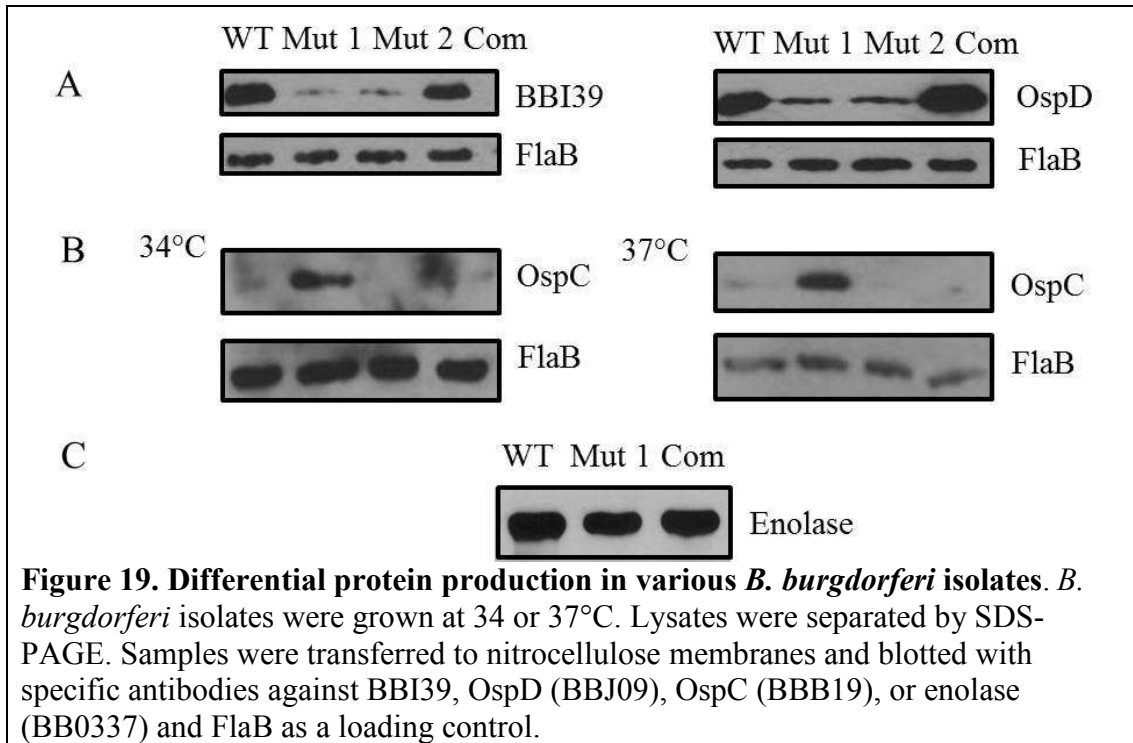 WT Mut 1 Mut 2 Com WT Mut 1 Mut 2 Com
A BBI39 OspD
FlaB FlaB
B 34°C OspC 37°C OspC
FlaB FlaB
C WT Mut 1 Com
Enolase
Figure 19. Differential protein production in various B. burgdorferi isolates. B.
burgdorferi isolates were grown at 34 or 37°C. Lysates were separated by SDS-
PAGE. Samples were transferred to nitrocellulose membranes and blotted with
specific antibodies against BBI39, OspD (BBJ09), OspC (BBB19), or enolase
(BB0337) and FlaB as a loading control.